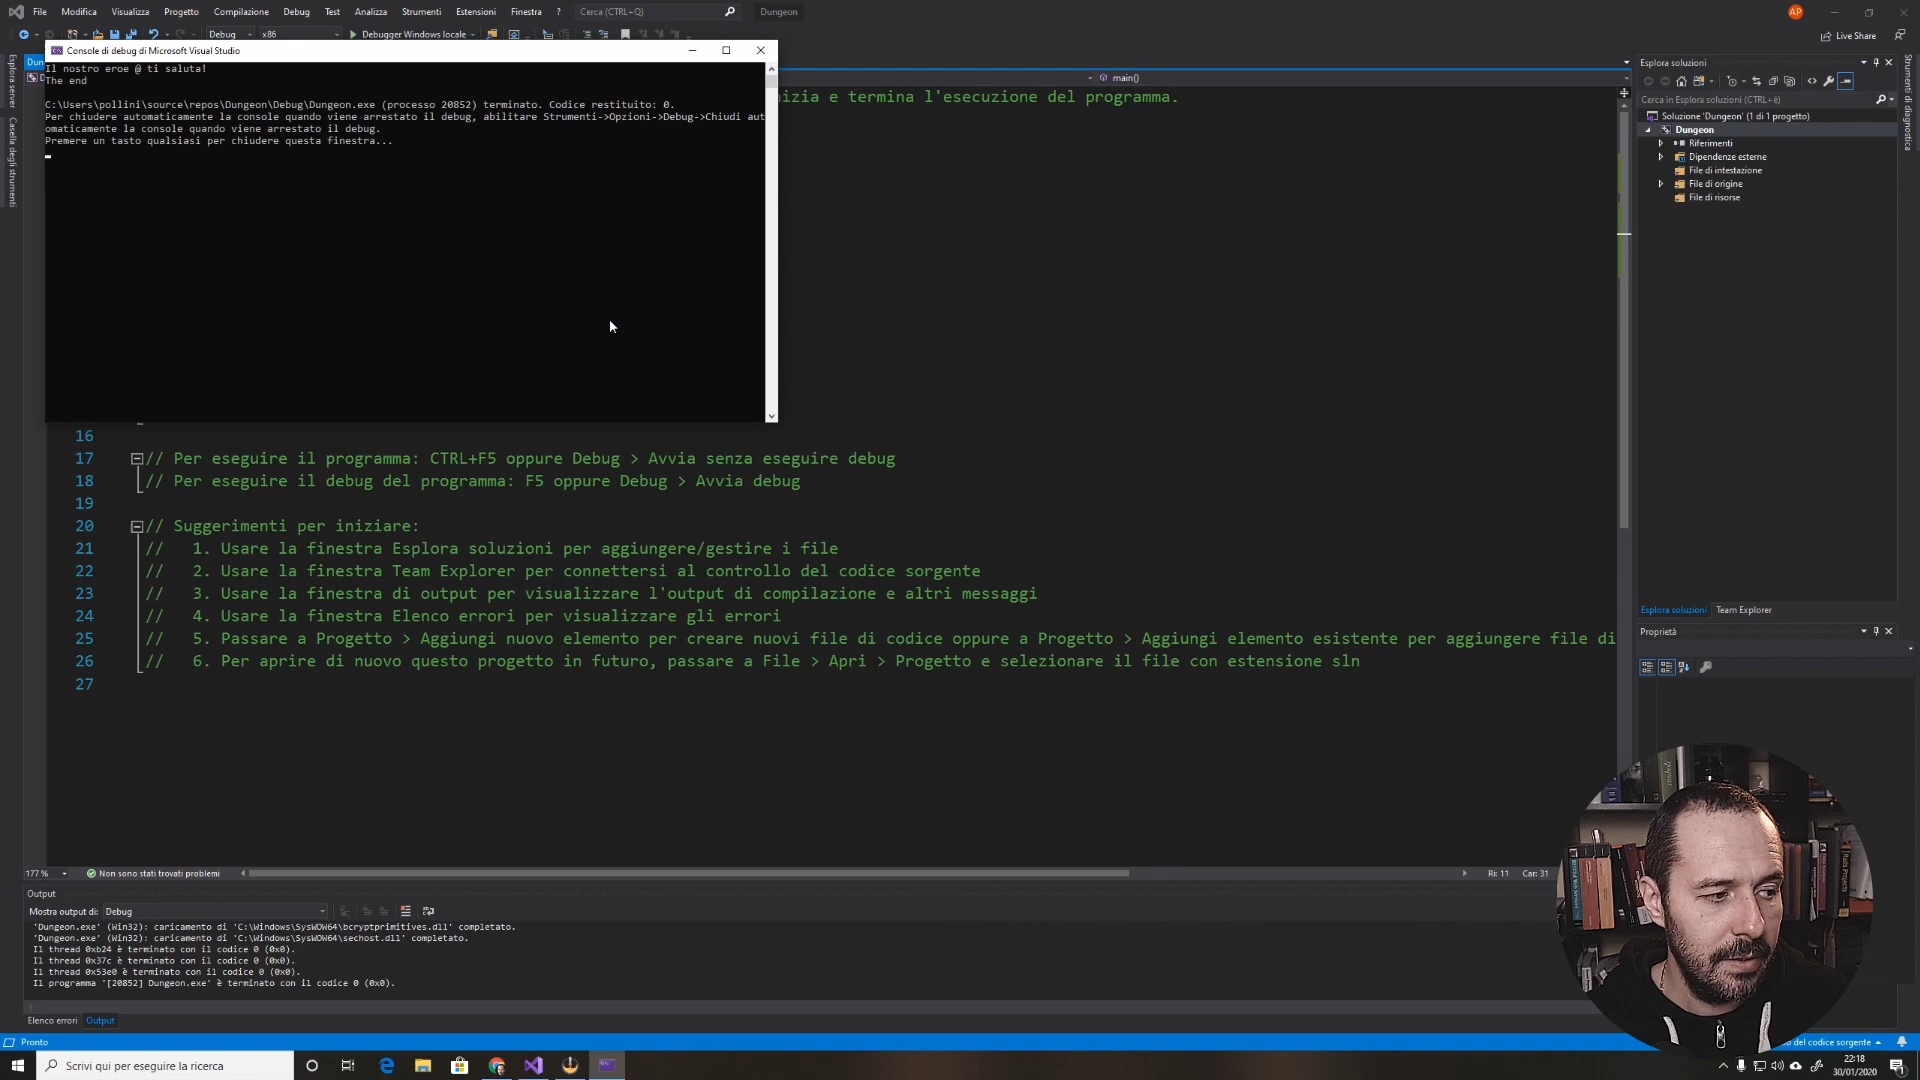 File Modifica Visualizza Progetto Compilazione Debug Test Analizza Strumenti Estensioni Finestra ? Cerca (CTRL+Q) Dungeon AP
Debug x86 Debugger Windows locale Live Share
Console di debug di Microsoft Visual Studio
Il nostro eroe @ ti saluta!
The end
C:\Users\pollini\source\repos\Dungeon\Debug\Dungeon.exe (processo 20852) terminato. Codice restituito: 0.
Per chiudere automaticamente la console quando viene arrestato il debug, abilitare Strumenti->Opzioni->Debug->Chiudi aut
omaticamente la console quando viene arrestato il debug.
Premere un tasto qualsiasi per chiudere questa finestra...
Esplora server
Casella degli strumenti
main()
nizia e termina l'esecuzione del programma.
16
17 // Per eseguire il programma: CTRL+F5 oppure Debug > Avvia senza eseguire debug
18 // Per eseguire il debug del programma: F5 oppure Debug > Avvia debug
19
20 // Suggerimenti per iniziare:
21 // 1. Usare la finestra Esplora soluzioni per aggiungere/gestire i file
22 // 2. Usare la finestra Team Explorer per connettersi al controllo del codice sorgente
23 // 3. Usare la finestra di output per visualizzare l'output di compilazione e altri messaggi
24 // 4. Usare la finestra Elenco errori per visualizzare gli errori
25 // 5. Passare a Progetto > Aggiungi nuovo elemento per creare nuovi file di codice oppure a Progetto > Aggiungi elemento esistente per aggiungere file di
26 // 6. Per aprire di nuovo questo progetto in futuro, passare a File > Apri > Progetto e selezionare il file con estensione sln
27
177 % Non sono stati trovati problemi Ri: 11 Car: 31
Output
Mostra output di: Debug
'Dungeon.exe' (Win32): caricamento di 'C:\Windows\SysWOW64\bcryptprimitives.dll' completato.
'Dungeon.exe' (Win32): caricamento di 'C:\Windows\SysWOW64\sechost.dll' completato.
Il thread 0xb24 è terminato con il codice 0 (0x0).
Il thread 0x37c è terminato con il codice 0 (0x0).
Il thread 0x53e0 è terminato con il codice 0 (0x0).
Il programma '[20852] Dungeon.exe' è terminato con il codice 0 (0x0).
Elenco errori Output
Esplora soluzioni
Cerca in Esplora soluzioni (CTRL+è)
Soluzione 'Dungeon' (1 di 1 progetto)
Dungeon
Riferimenti
Dipendenze esterne
File di intestazione
File di origine
File di risorse
Strumenti di diagnostica
Esplora soluzioni Team Explorer
Proprietà
Pronto
del codice sorgente
Scrivi qui per eseguire la ricerca
22:18
30/01/2020